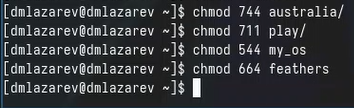 [dmlazarev@dmlazarev ~]$ chmod 744 australia/
[dmlazarev@dmlazarev ~]$ chmod 711 play/
[dmlazarev@dmlazarev ~]$ chmod 544 my_os
[dmlazarev@dmlazarev ~]$ chmod 664 feathers
[dmlazarev@dmlazarev ~]$